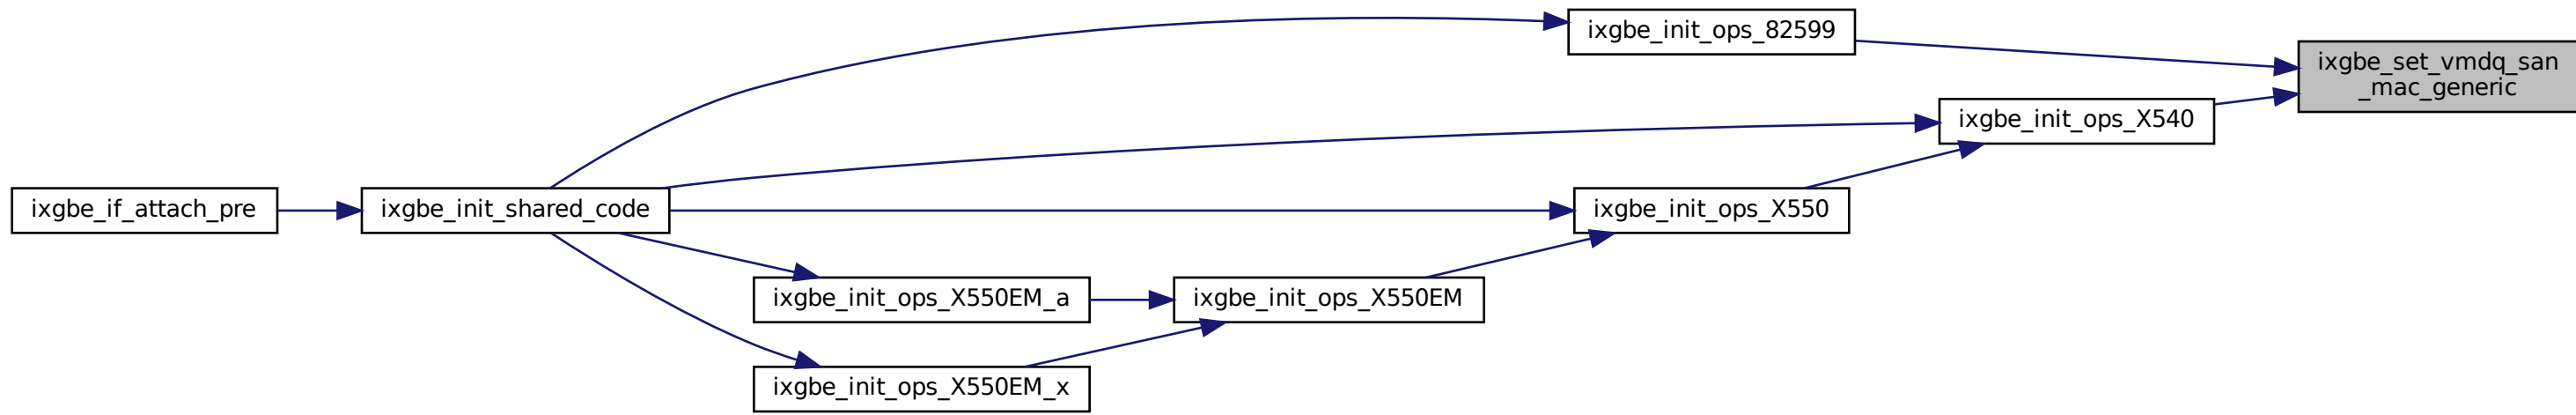 ixgbe_init_ops_82599
ixgbe_set_vmdq_san
_mac_generic
ixgbe_init_ops_X540
ixgbe_if_attach_pre
ixgbe_init_shared_code
ixgbe_init_ops_X550
ixgbe_init_ops_X550EM_a
ixgbe_init_ops_X550EM
ixgbe_init_ops_X550EM_x